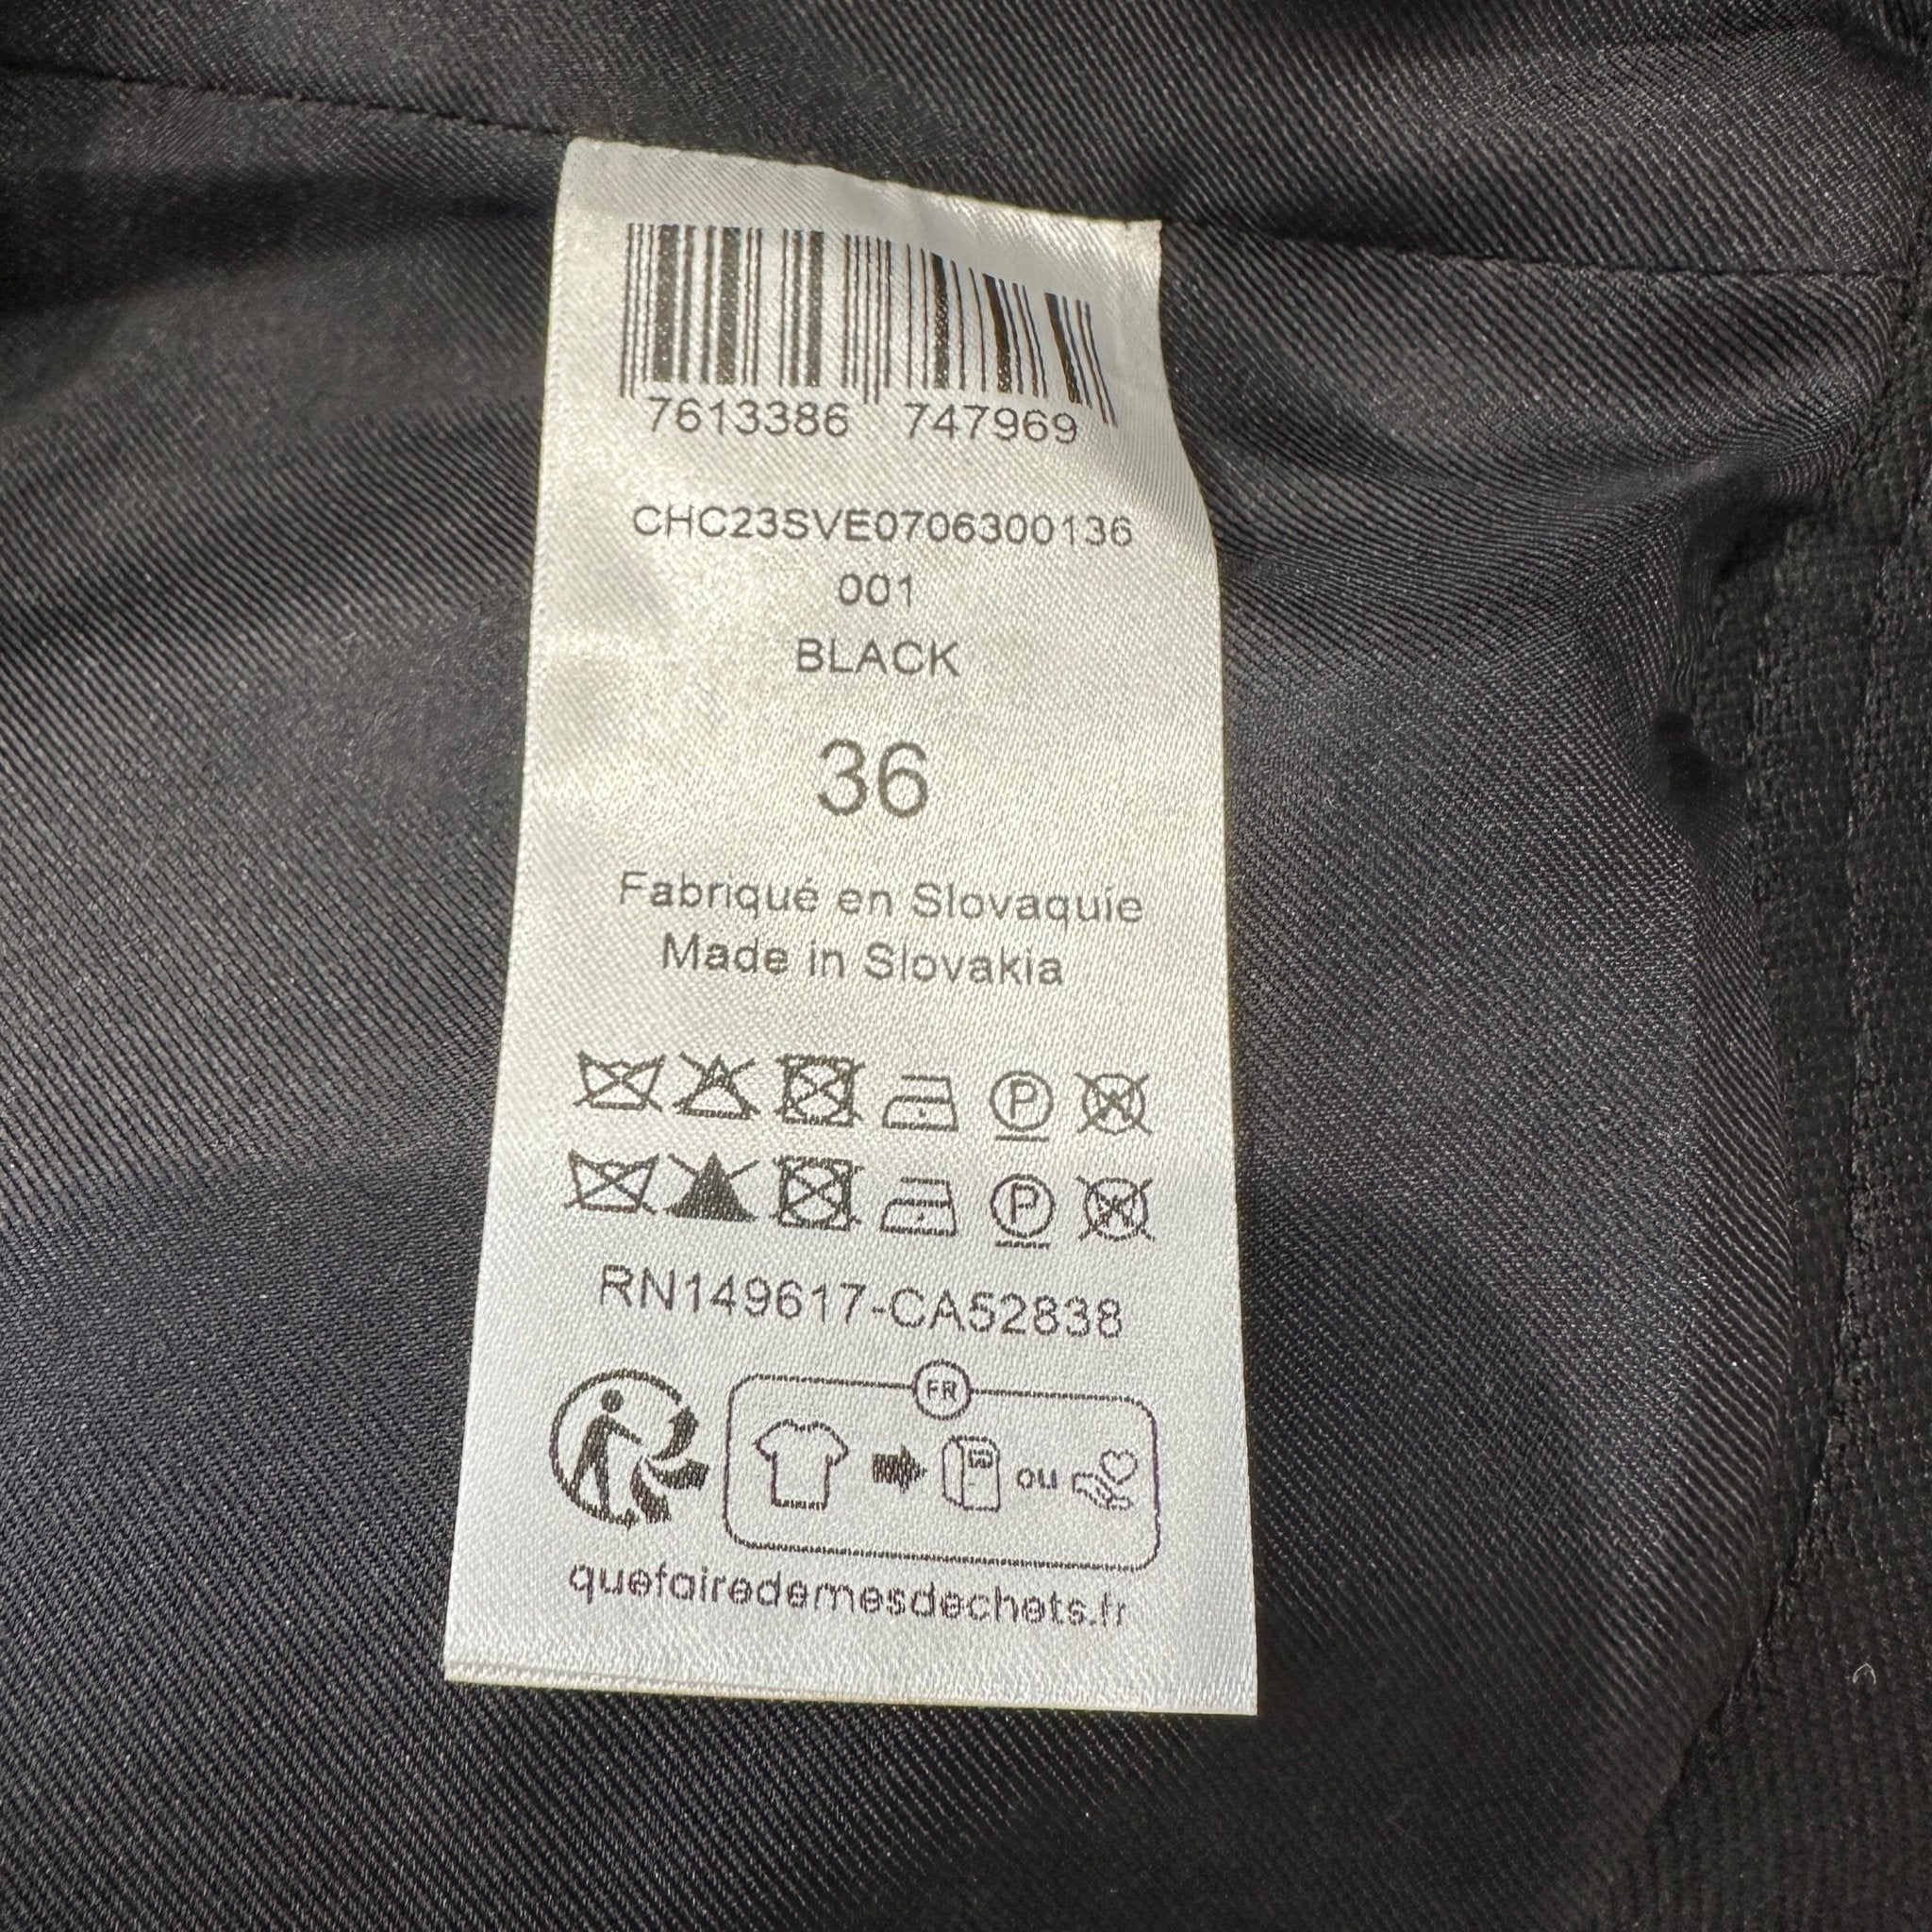 7613386 747969
CHC23SVE0706300136
001
BLACK
36
Fabriqué en Slovaquie
Made in Slovakia
P
P
RN149617-CA52838
FR
ou
quefairedemesdechets.fr